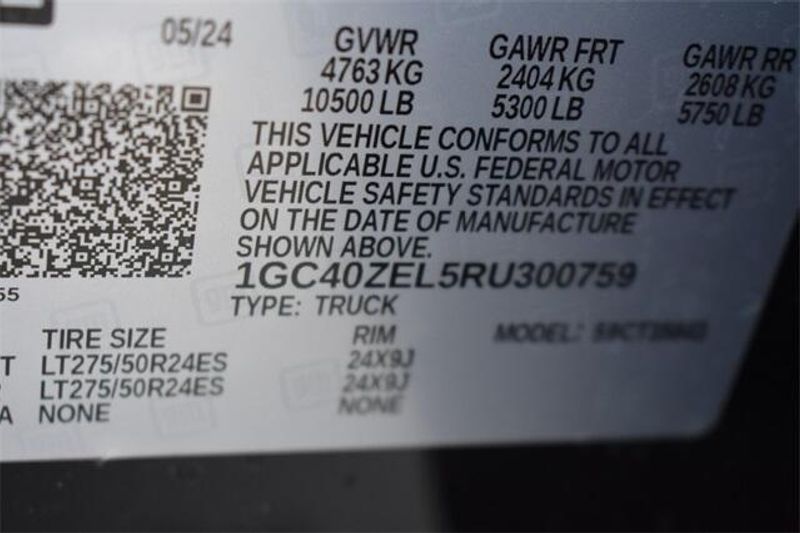 05/24 GVWR GAWR FRT GAWR RR
4763 KG 2404 KG 2608 KG
10500 LB 5300 LB 5750 LB
THIS VEHICLE CONFORMS TO ALL
APPLICABLE U.S. FEDERAL MOTOR
VEHICLE SAFETY STANDARDS IN EFFECT
ON THE DATE OF MANUFACTURE
SHOWN ABOVE.
55 1GC40ZEL5RU300759
TYPE: TRUCK
TIRE SIZE RIM MODEL:
T LT275/50R24ES 24X9J
LT275/50R24ES 24X9J
A NONE NONE